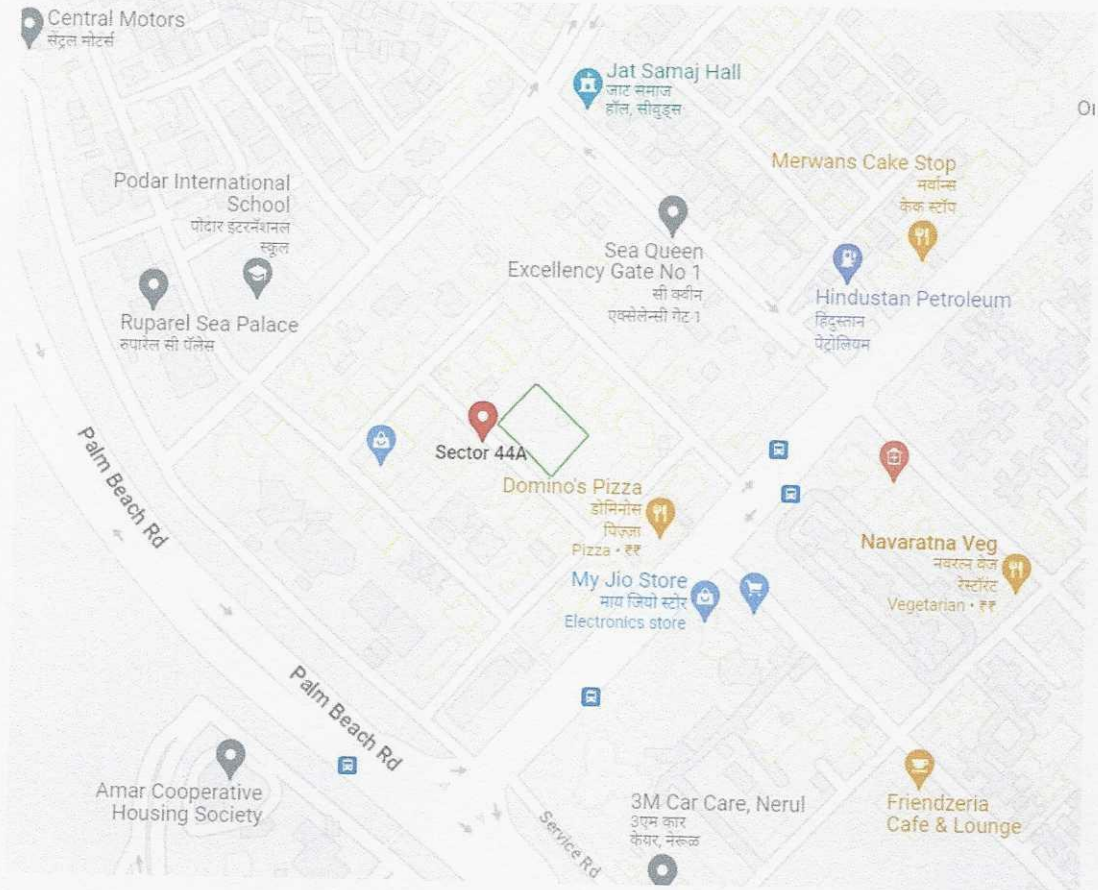 Central Motors
सेंट्रल मोटर्स
Jat Samaj Hall
जाट समाज
हॉल, सीवुड्स
Merwans Cake Stop
मर्वान्स
केक स्टॉप
Podar International
School
पोदार इंटरनॅशनल
स्कूल
Sea Queen
Excellency Gate No 1
सी क्वीन
एक्सेलेन्सी गेट 1
Hindustan Petroleum
हिंदुस्तान
पेट्रोलियम
Ruparel Sea Palace
रुपारेल सी पॅलेस
Sector 44A
Palm Beach Rd
Domino's Pizza
डोमिनोस
पिझ्झा
Pizza • ₹₹
Navaratna Veg
नवरत्न वेज
रेस्टॉरंट
Vegetarian • ₹₹
My Jio Store
माय जियो स्टोर
Electronics store
Palm Beach Rd
Amar Cooperative
Housing Society
3M Car Care, Nerul
३एम कार
केयर, नेरूळ
Friendzeria
Cafe & Lounge
Service Rd